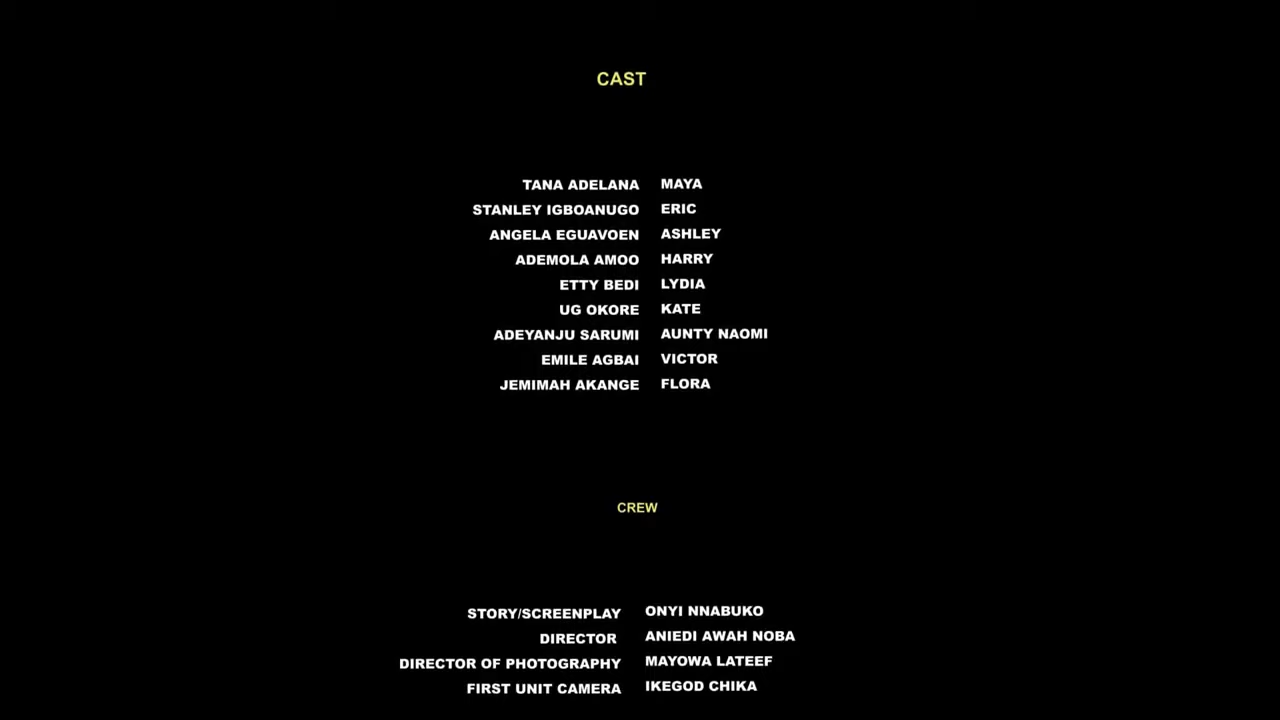 CAST
TANA ADELANA MAYA
STANLEY IGBOANUGO ERIC
ANGELA EGUAVOEN ASHLEY
ADEMOLA AMOO HARRY
ETTY BEDI LYDIA
UG OKORE KATE
ADEYANJU SARUMI AUNTY NAOMI
EMILE AGBAI VICTOR
JEMIMAH AKANGE FLORA
CREW
STORY/SCREENPLAY ONYI NNABUKO
DIRECTOR ANIEDI AWAH NOBA
DIRECTOR OF PHOTOGRAPHY MAYOWA LATEEF
FIRST UNIT CAMERA IKEGOD CHIKA